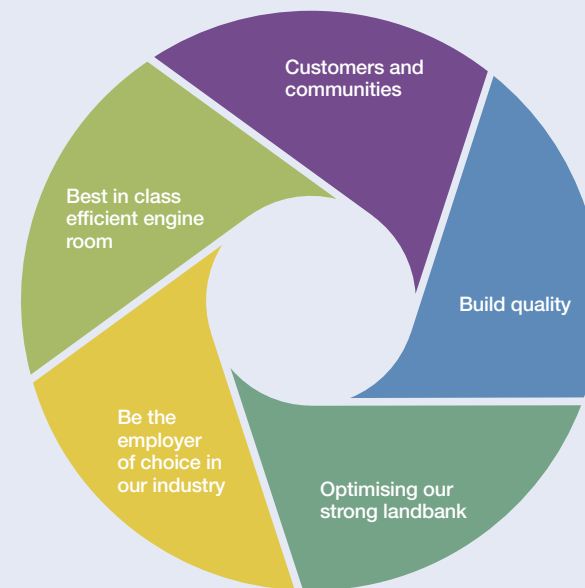 Customers and
communities
Build quality
Optimising our
strong landbank
Be the
employer
of choice in
our industry
Best in class
efficient engine
room